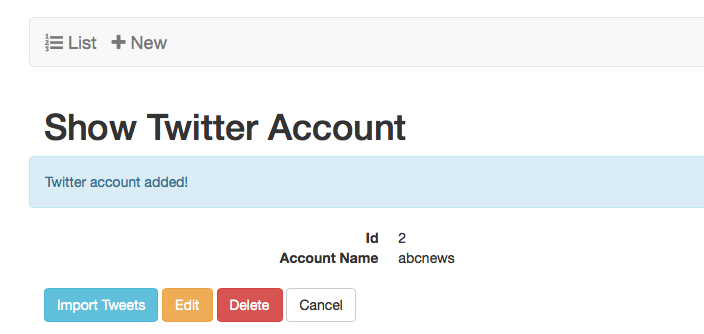 List New
Show Twitter Account
Twitter account added!
Id 2
Account Name abcnews
Import Tweets Edit Delete Cancel